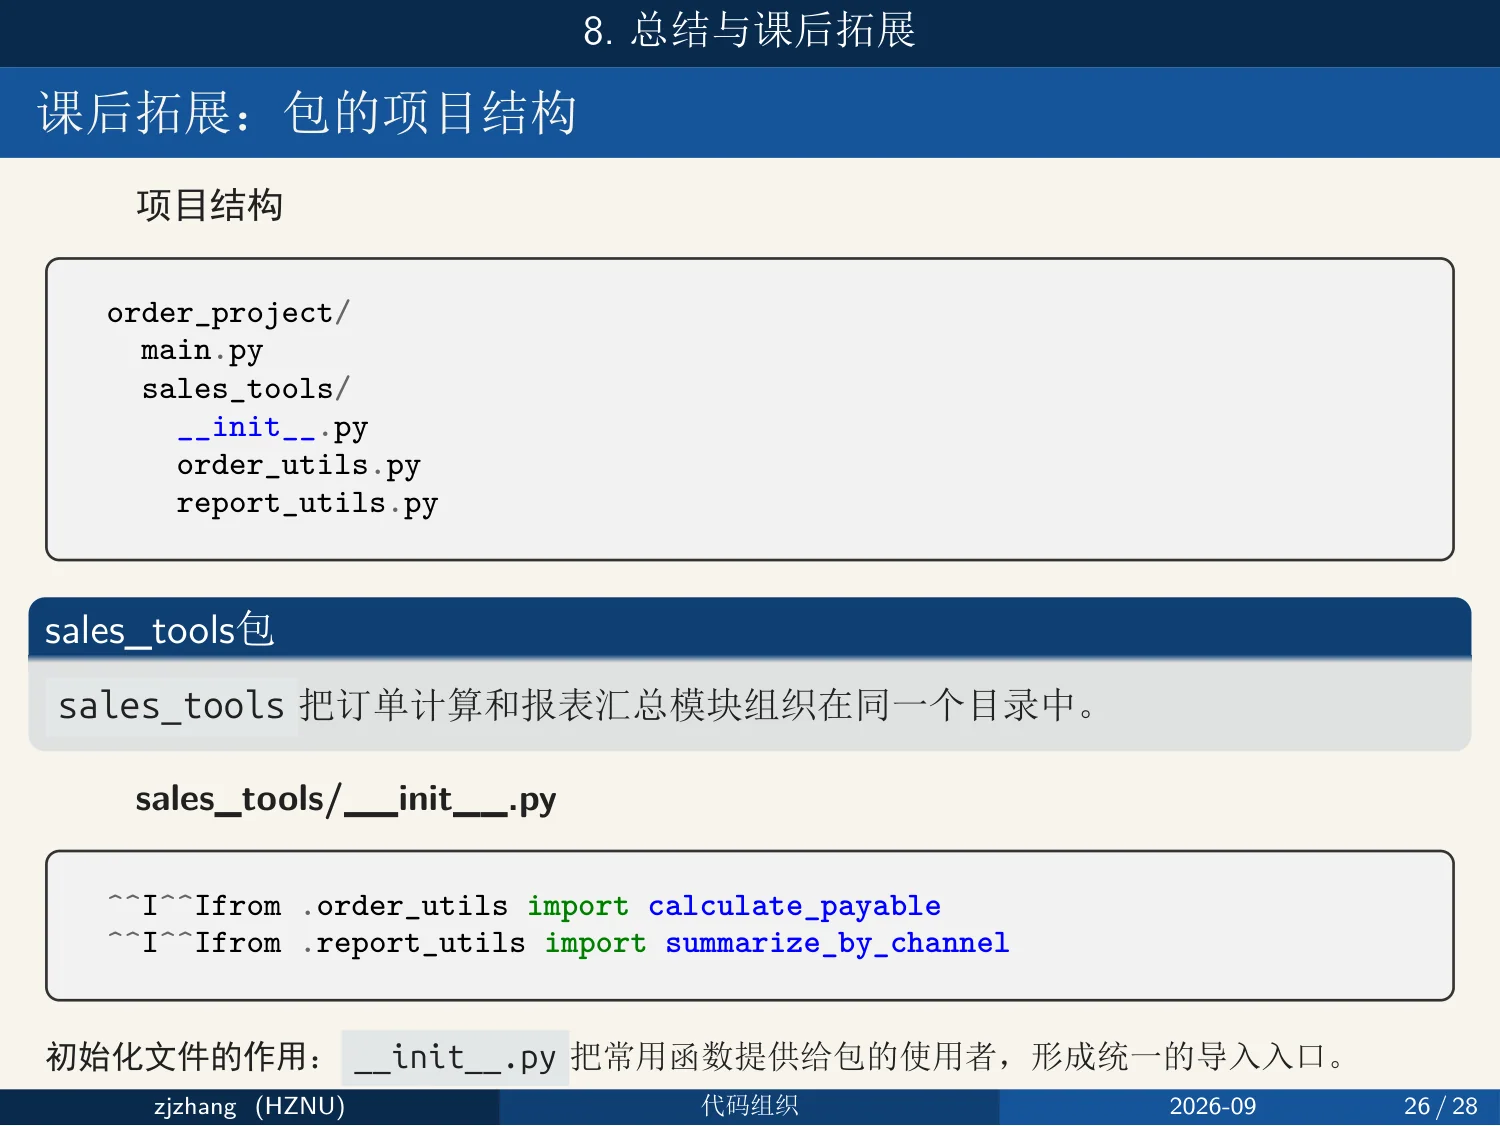 8. 总结与课后拓展
课后拓展：包的项目结构
项目结构
order_project/
  main.py
  sales_tools/
    __init__.py
    order_utils.py
    report_utils.py
sales_tools包
sales_tools 把订单计算和报表汇总模块组织在同一个目录中。
sales_tools/__init__.py
^^I^^Ifrom .order_utils import calculate_payable
^^I^^Ifrom .report_utils import summarize_by_channel
初始化文件的作用： __init__.py 把常用函数提供给包的使用者，形成统一的导入入口。
zjzhang (HZNU) 代码组织 2026-09 26 / 28